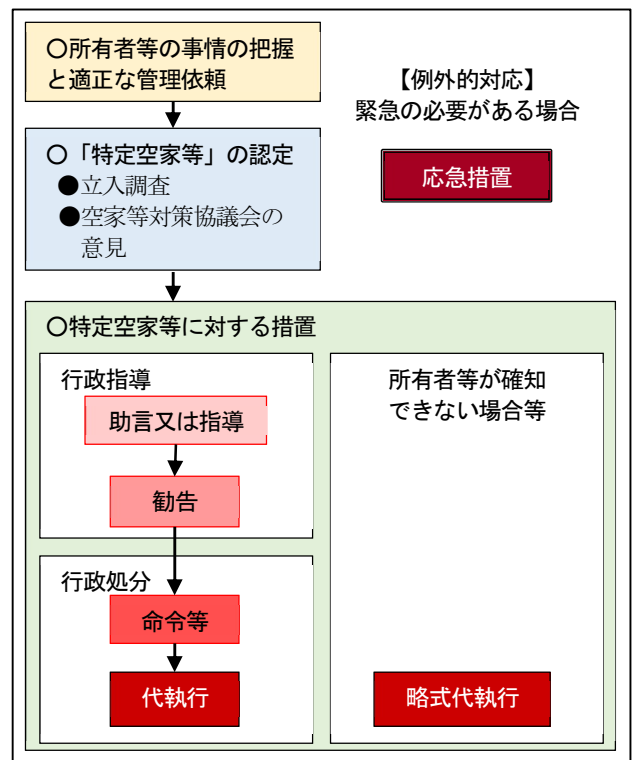 〇所有者等の事情の把握
と適正な管理依頼
【例外的対応】
緊急の必要がある場合
応急措置
〇「特定空家等」の認定
●立入調査
●空家等対策協議会の
意見
〇特定空家等に対する措置
行政指導
助言又は指導
勧告
行政処分
命令等
代執行
所有者等が確知
できない場合等
略式代執行